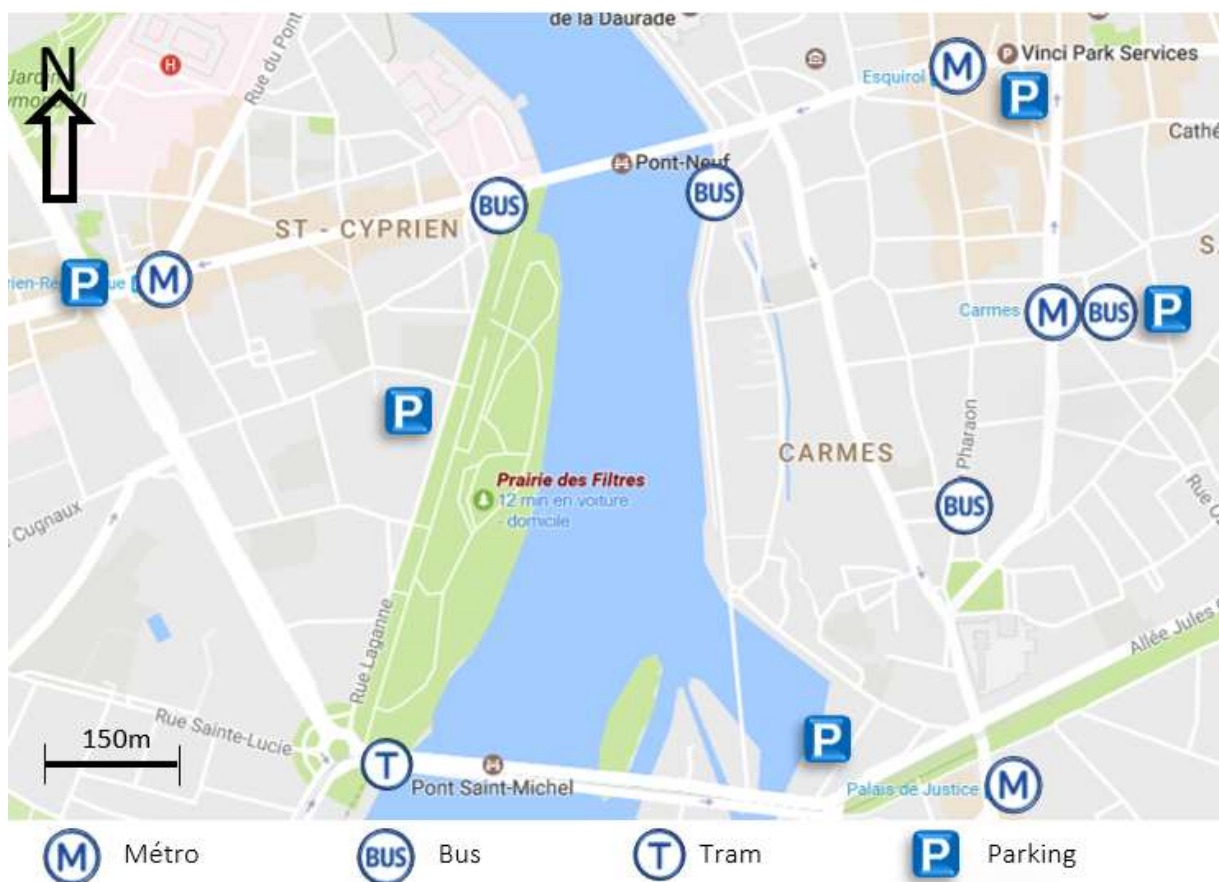 de la Daurade
N
H
Jardin
Rue du Pont
Esquirol
M
Vinci Park Services
P
Cathé
Pont-Neuf
BUS
BUS
ST - CYPRIEN
S
P
M
Carmes
M
BUS
P
P
CARMES
Pharaon
Prairie des Filtres
12 min en voiture
- domicile
BUS
Cugnaux
Rue Laganne
Allée Jules
Rue Sainte-Lucie
150m
T
Pont Saint-Michel
P
Palais de Justice
M
M Métro
BUS Bus
T Tram
P Parking